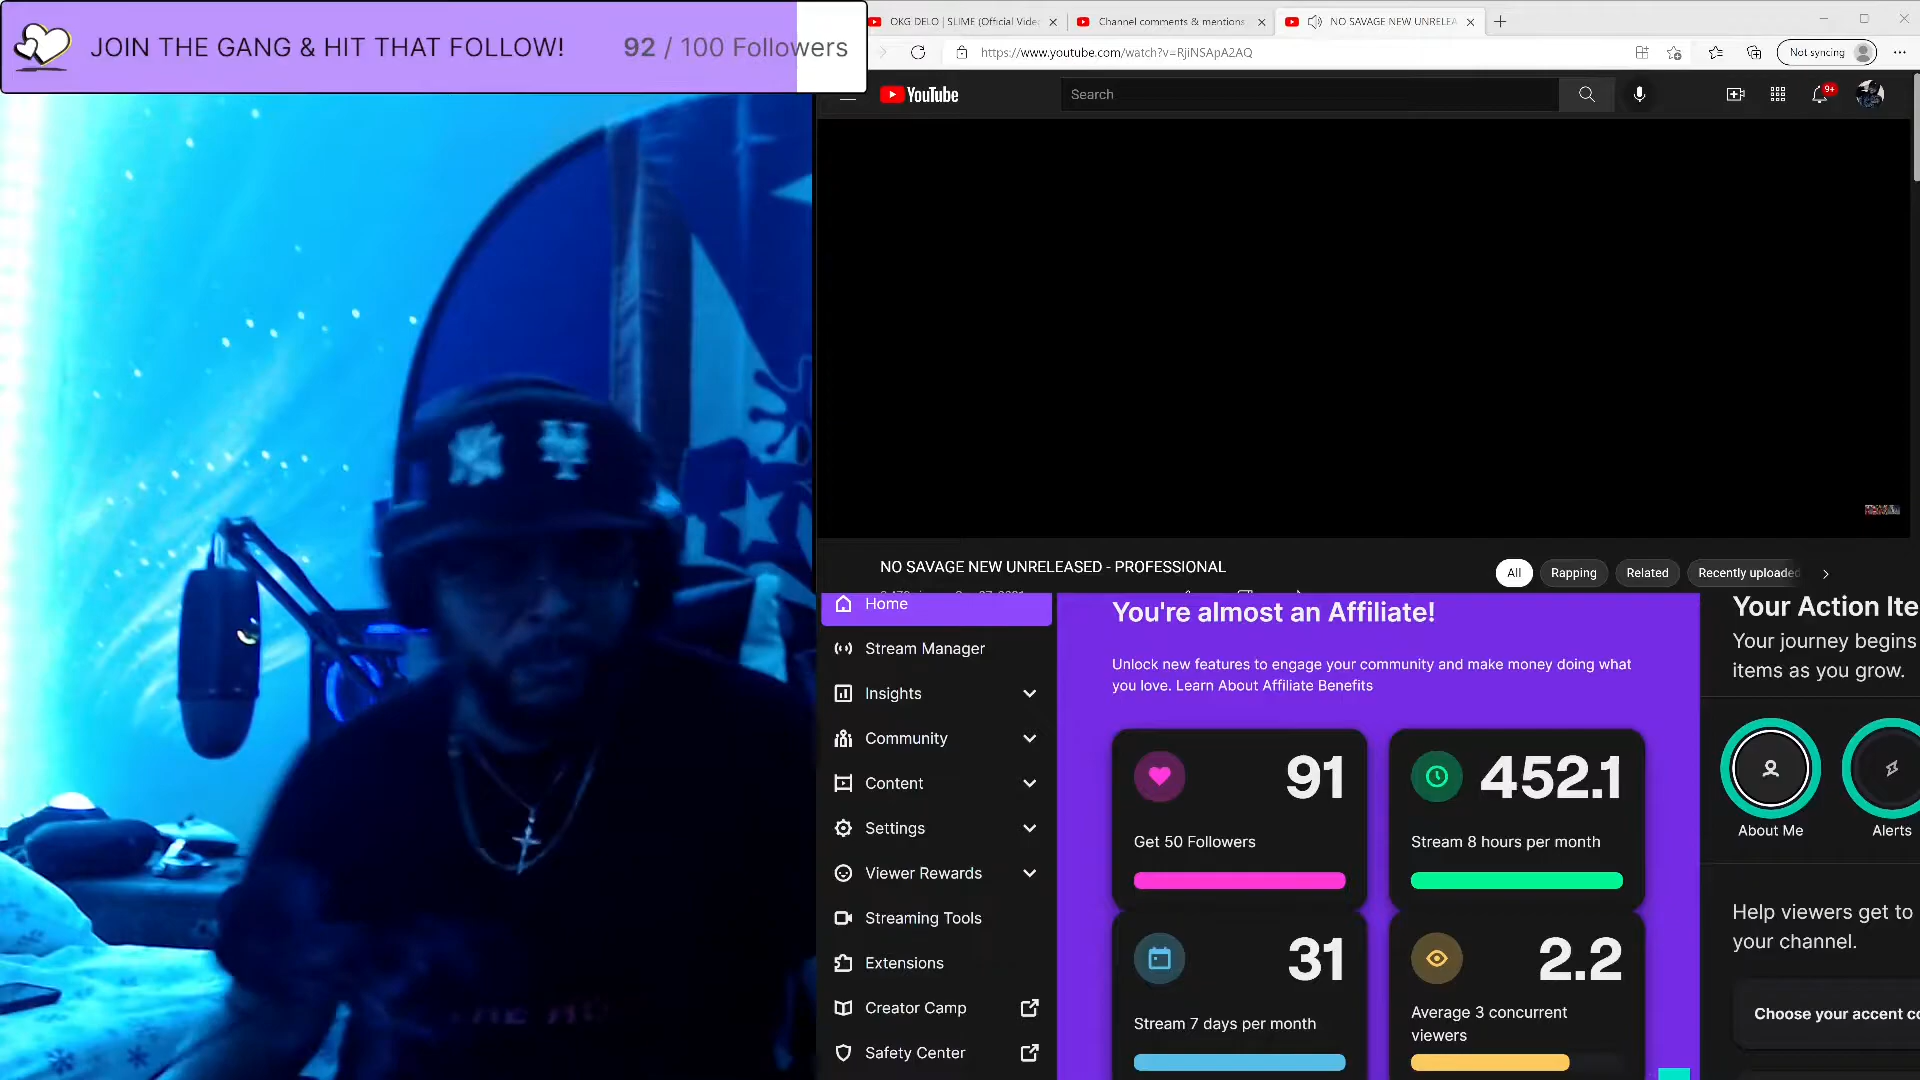 JOIN THE GANG & HIT THAT FOLLOW! 92 / 100 Followers
OKG DELO | SLIME (Official Vide
Channel comments & mentions
NO SAVAGE NEW UNRELEA
https://www.youtube.com/watch?v=RjiNSApA2AQ
Not syncing
YouTube
Search
9+
NO SAVAGE NEW UNRELEASED - PROFESSIONAL
All
Rapping
Related
Recently uploaded
Home
Stream Manager
Insights
Community
Content
Settings
Viewer Rewards
Streaming Tools
Extensions
Creator Camp
Safety Center
You're almost an Affiliate!
Unlock new features to engage your community and make money doing what
you love. Learn About Affiliate Benefits
91
Get 50 Followers
452.1
Stream 8 hours per month
31
Stream 7 days per month
2.2
Average 3 concurrent
viewers
Your Action Ite
Your journey begins
items as you grow.
About Me
Alerts
Help viewers get to
your channel.
Choose your accent co